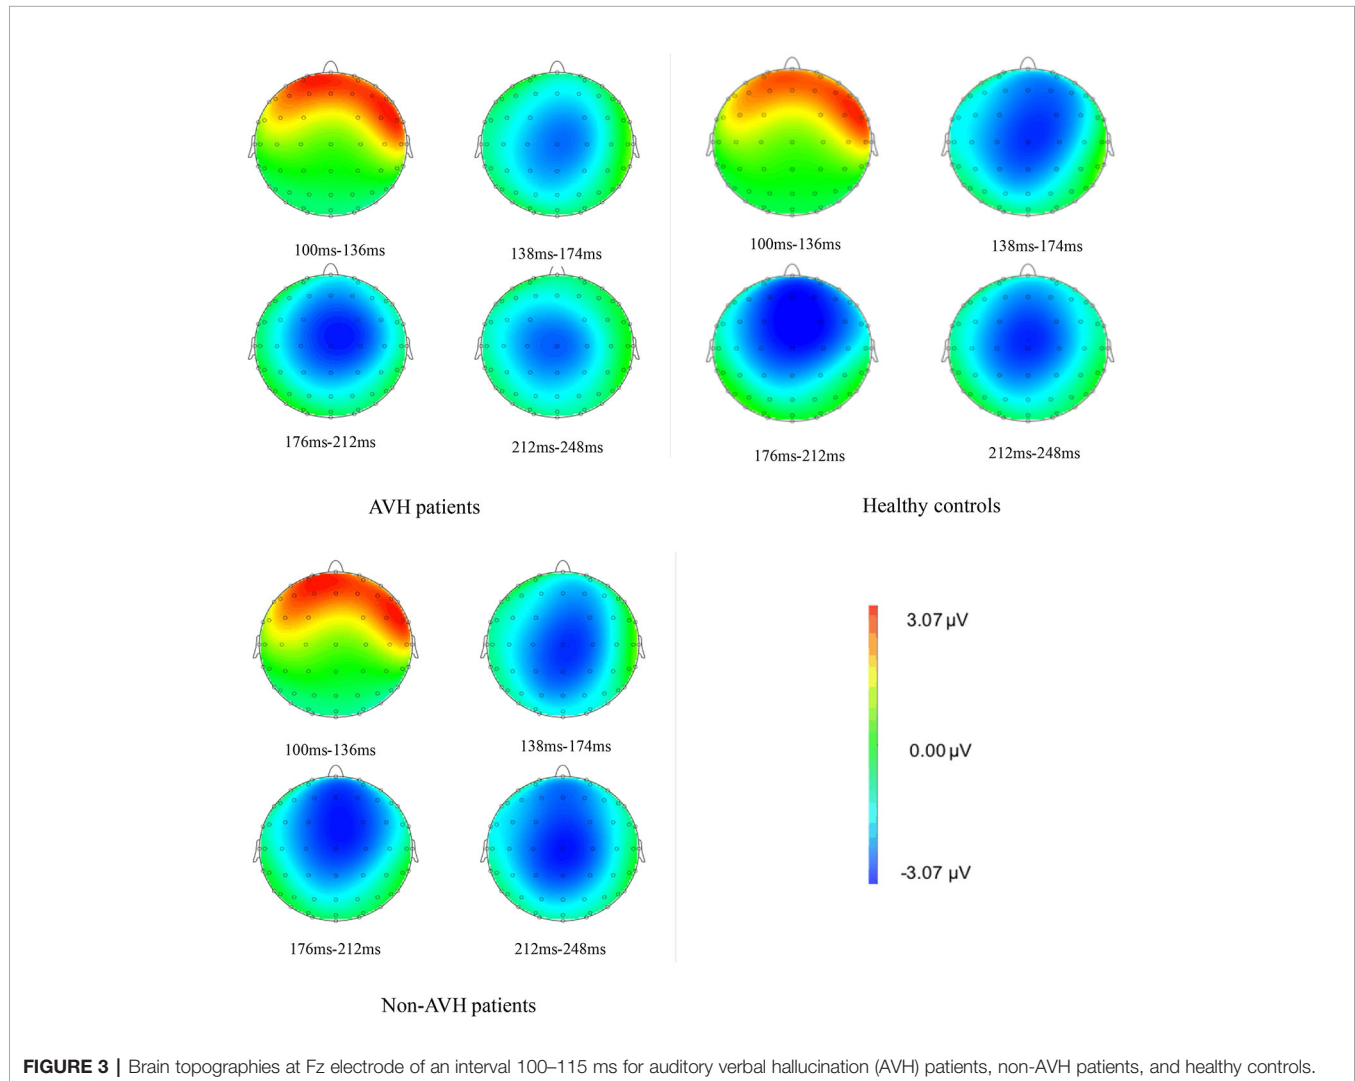 100ms-136ms
138ms-174ms
176ms-212ms
212ms-248ms
AVH patients
100ms-136ms
138ms-174ms
176ms-212ms
212ms-248ms
Healthy controls
100ms-136ms
138ms-174ms
176ms-212ms
212ms-248ms
Non-AVH patients
3.07 µV
0.00 µV
-3.07 µV
FIGURE 3 | Brain topographies at Fz electrode of an interval 100–115 ms for auditory verbal hallucination (AVH) patients, non-AVH patients, and healthy controls.